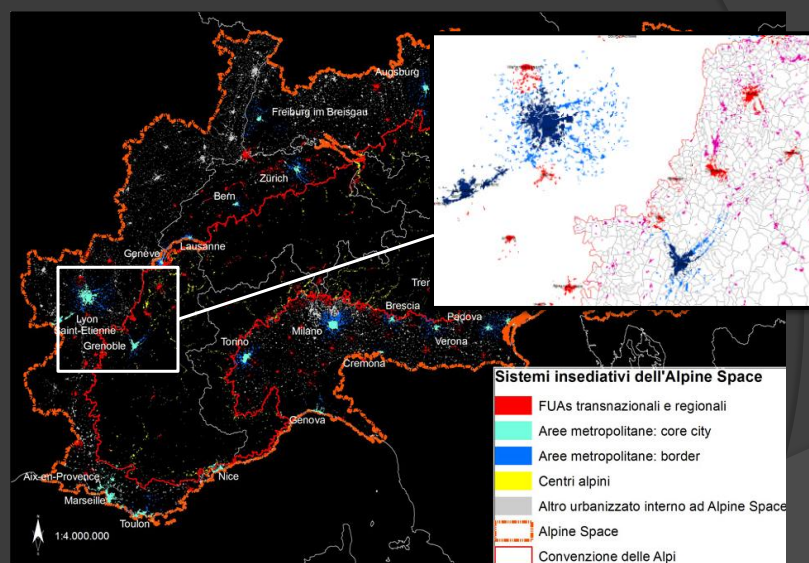 Augsburg
Freiburg im Breisgau
Zürich
Bern
Lausanne
Genève
Lyon
Saint-Etienne
Grenoble
Tren
Brescia
Padova
Milano
Verona
Torino
Cremona
Genova
Nice
Aix-en-Provence
Marseille
Toulon
1:4.000.000
Sistemi insediativi dell'Alpine Space
FUAs transnazionali e regionali
Aree metropolitane: core city
Aree metropolitane: border
Centri alpini
Altro urbanizzato interno ad Alpine Space
Alpine Space
Convenzione delle Alpi